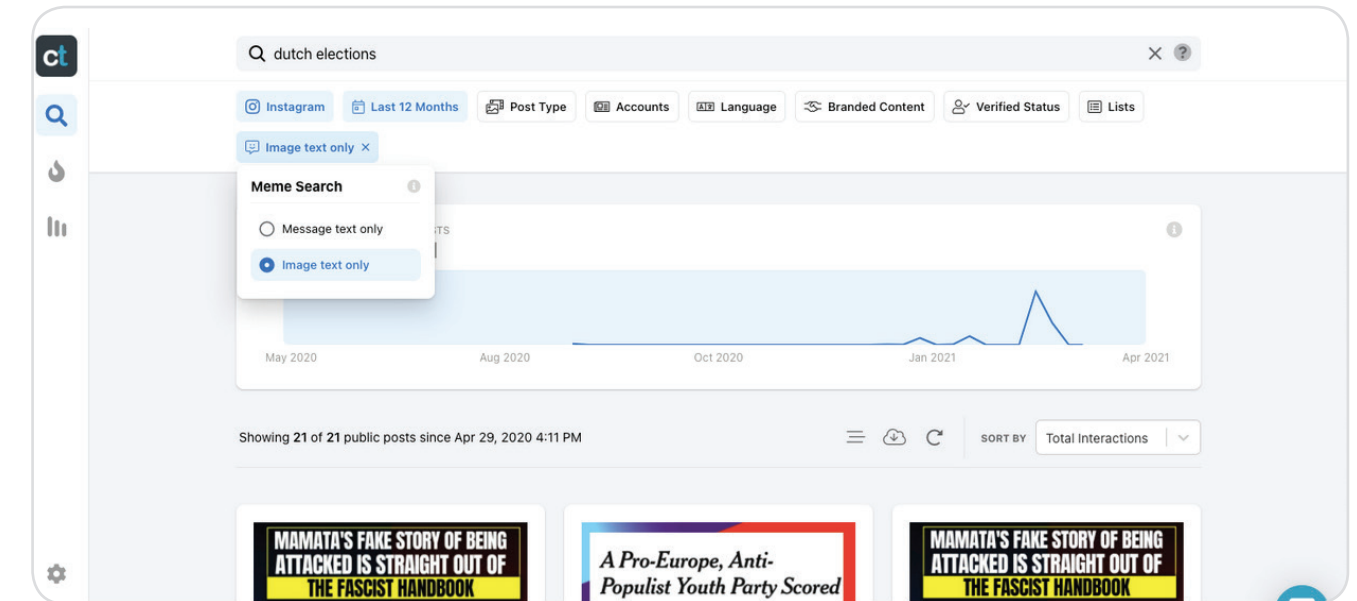 ct
dutch elections
Instagram
Last 12 Months
Post Type
Accounts
Language
Branded Content
Verified Status
Lists
Image text only
Meme Search
Message text only
Image text only
May 2020
Aug 2020
Oct 2020
Jan 2021
Apr 2021
Showing 21 of 21 public posts since Apr 29, 2020 4:11 PM
SORT BY
Total Interactions
MAMATA'S FAKE STORY OF BEING
ATTACKED IS STRAIGHT OUT OF
THE FASCIST HANDBOOK
A Pro-Europe, Anti-
Populist Youth Party Scored
MAMATA'S FAKE STORY OF BEING
ATTACKED IS STRAIGHT OUT OF
THE FASCIST HANDBOOK